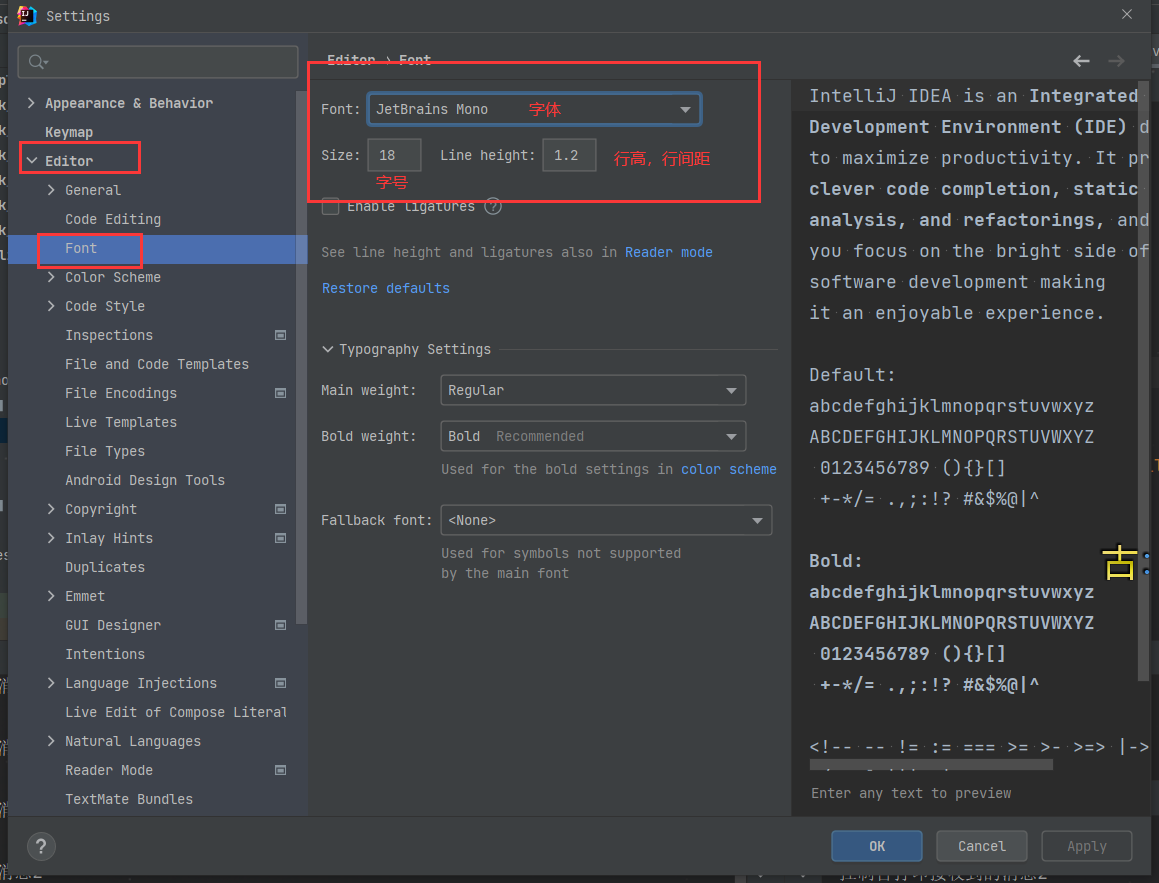 Settings
Editor › Font
Appearance & Behavior
Keymap
Editor
General
Code Editing
Font
Color Scheme
Code Style
Inspections
File and Code Templates
File Encodings
Live Templates
File Types
Android Design Tools
Copyright
Inlay Hints
Duplicates
Emmet
GUI Designer
Intentions
Language Injections
Live Edit of Compose Literal
Natural Languages
Reader Mode
TextMate Bundles
Font: JetBrains Mono 字体
Size: 18 Line height: 1.2 行高，行间距
字号
Enable ligatures ?
See line height and ligatures also in Reader mode
Restore defaults
Typography Settings
Main weight: Regular
Bold weight: Bold Recommended
Used for the bold settings in color scheme
Fallback font: <None>
Used for symbols not supported
by the main font
IntelliJ IDEA is an Integrated
Development Environment (IDE) d
to maximize productivity. It pr
clever code completion, static
analysis, and refactorings, and
you focus on the bright side of
software development making
it an enjoyable experience.
Default:
abcdefghijklmnopqrstuvwxyz
ABCDEFGHIJKLMNOPQRSTUVWXYZ
0123456789 (){}[]
+-*/= .,;:!? #&$%@|^
Bold:
abcdefghijklmnopqrstuvwxyz
ABCDEFGHIJKLMNOPQRSTUVWXYZ
0123456789 (){}[]
+-*/= .,;:!? #&$%@|^
<!-- -- != := === >= >- >=> |->
Enter any text to preview
古:
?
OK Cancel Apply